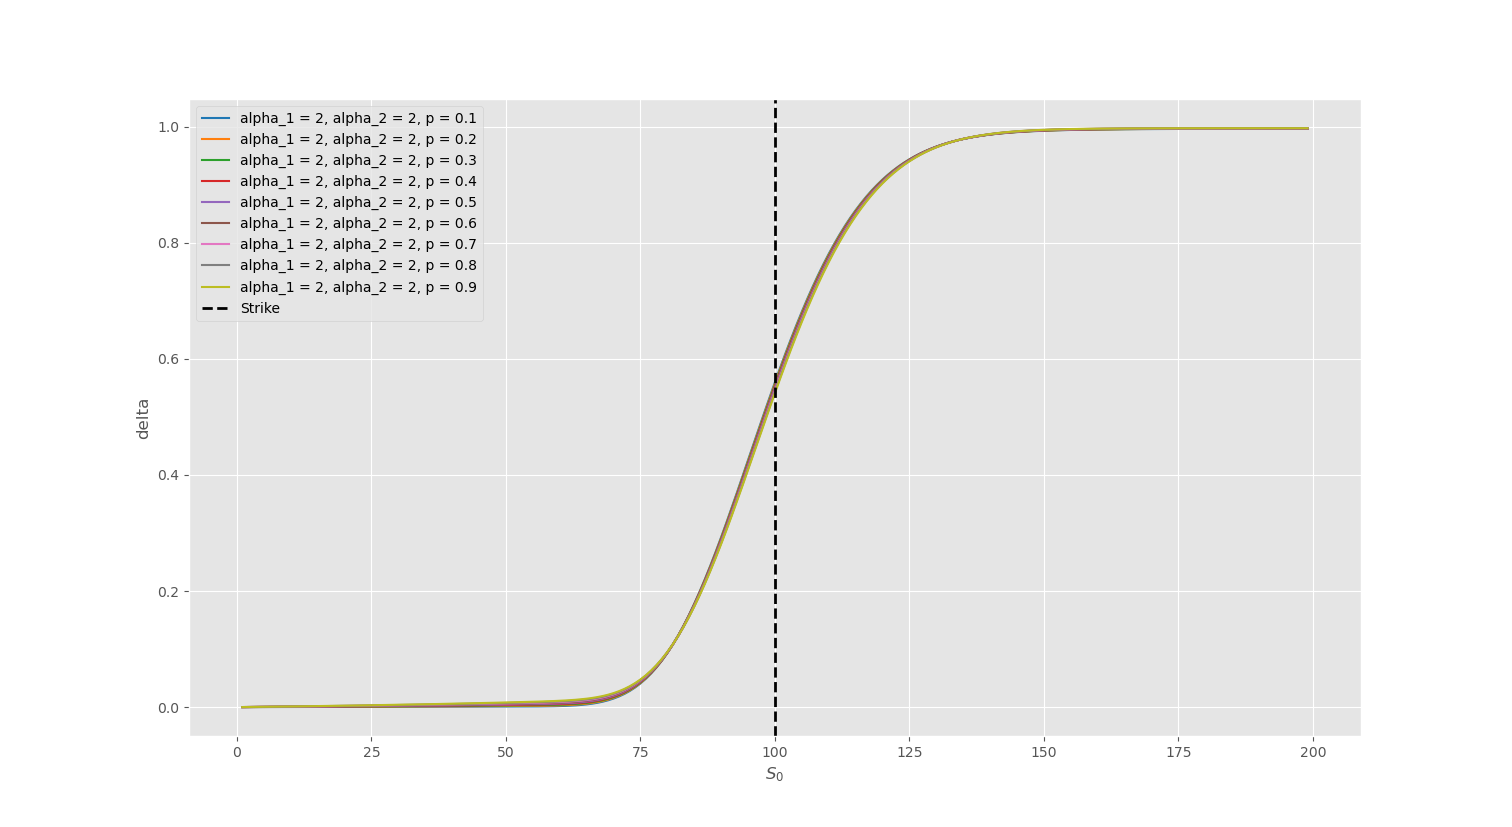 alpha_1 = 2, alpha_2 = 2, p = 0.1
alpha_1 = 2, alpha_2 = 2, p = 0.2
alpha_1 = 2, alpha_2 = 2, p = 0.3
alpha_1 = 2, alpha_2 = 2, p = 0.4
alpha_1 = 2, alpha_2 = 2, p = 0.5
alpha_1 = 2, alpha_2 = 2, p = 0.6
alpha_1 = 2, alpha_2 = 2, p = 0.7
alpha_1 = 2, alpha_2 = 2, p = 0.8
alpha_1 = 2, alpha_2 = 2, p = 0.9
Strike
1.0
0.8
0.6
0.4
0.2
0.0
delta
0 25 50 75 100 125 150 175 200
S₀